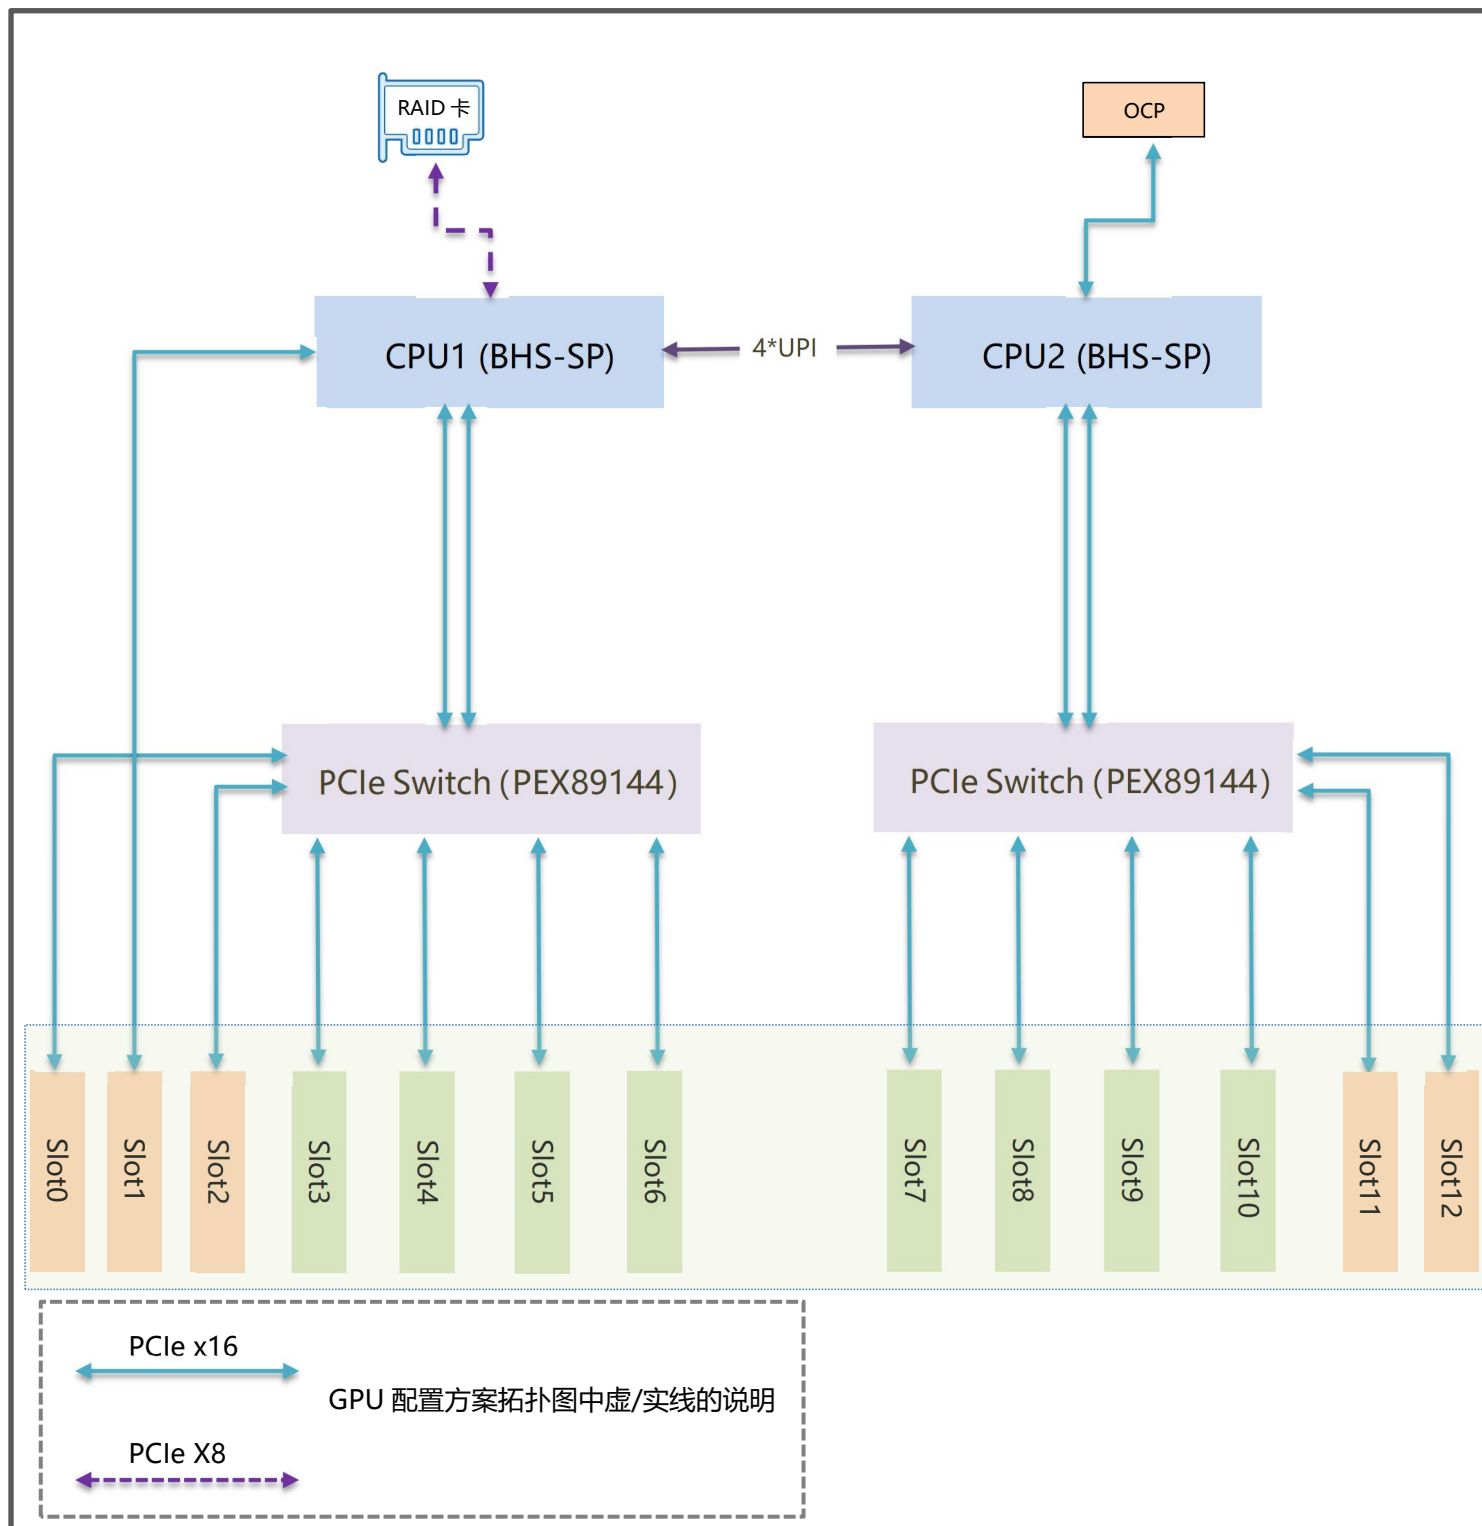 RAID 卡
OCP
CPU1 (BHS-SP)
4*UPI
CPU2 (BHS-SP)
PCIe Switch (PEX89144)
PCIe Switch (PEX89144)
Slot0
Slot1
Slot2
Slot3
Slot4
Slot5
Slot6
Slot7
Slot8
Slot9
Slot10
Slot11
Slot12
PCIe x16
GPU 配置方案拓扑图中虚/实线的说明
PCIe X8